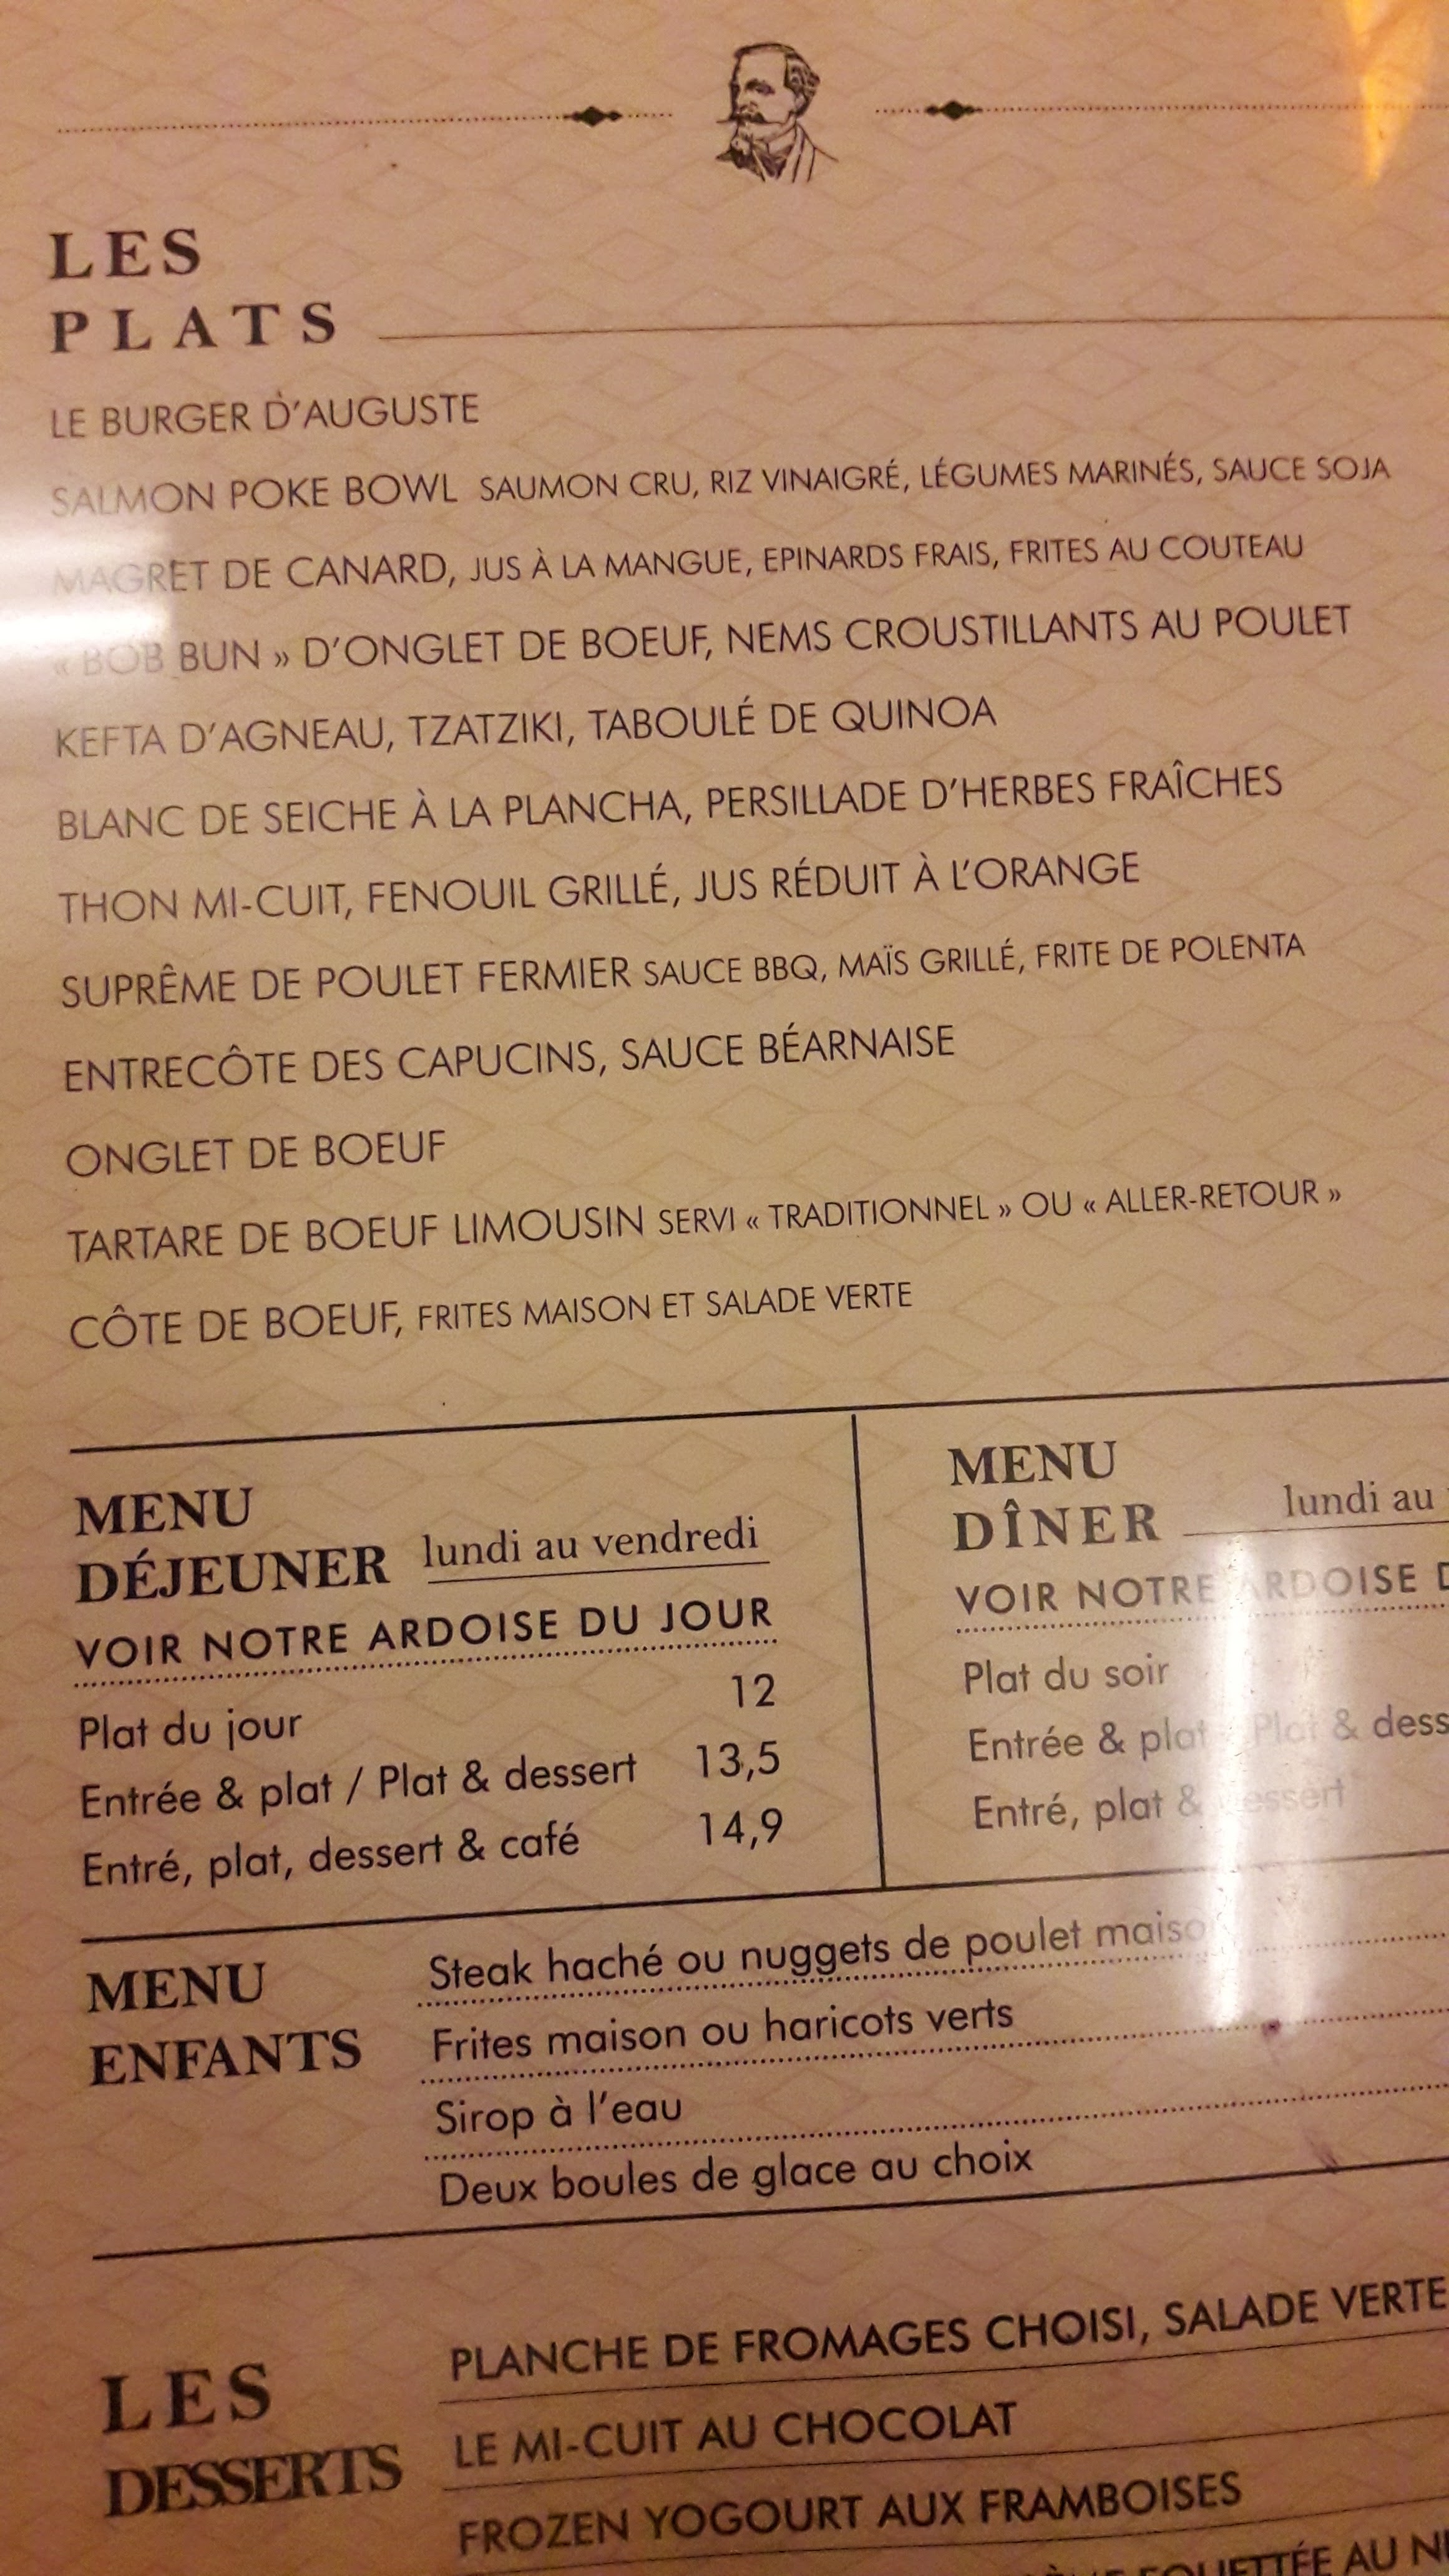 LES
PLATS
LE BURGER D'AUGUSTE
SALMON POKE BOWL SAUMON CRU, RIZ VINAIGRÉ, LÉGUMES MARINÉS, SAUCE SOJA
MAGRET DE CANARD, JUS À LA MANGUE, EPINARDS FRAIS, FRITES AU COUTEAU
« BOB BUN » D'ONGLET DE BOEUF, NEMS CROUSTILLANTS AU POULET
KEFTA D'AGNEAU, TZATZIKI, TABOULÉ DE QUINOA
BLANC DE SEICHE À LA PLANCHA, PERSILLADE D'HERBES FRAÎCHES
THON MI-CUIT, FENOUIL GRILLÉ, JUS RÉDUIT À L'ORANGE
SUPRÊME DE POULET FERMIER SAUCE BBQ, MAÏS GRILLÉ, FRITE DE POLENTA
ENTRECÔTE DES CAPUCINS, SAUCE BÉARNAISE
ONGLET DE BOEUF
TARTARE DE BOEUF LIMOUSIN SERVI « TRADITIONNEL » OU « ALLER-RETOUR »
CÔTE DE BOEUF, FRITES MAISON ET SALADE VERTE
MENU
DÉJEUNER lundi au vendredi
VOIR NOTRE ARDOISE DU JOUR
Plat du jour 12
Entrée & plat / Plat & dessert 13,5
Entré, plat, dessert & café 14,9
MENU
DÎNER lundi au
VOIR NOTRE ARDOISE
Plat du soir
Entrée & plat / Plat & dess
Entré, plat & dessert
MENU
ENFANTS
Steak haché ou nuggets de poulet maiso
Frites maison ou haricots verts
Sirop à l'eau
Deux boules de glace au choix
LES
DESSERTS
PLANCHE DE FROMAGES CHOISI, SALADE VERTE
LE MI-CUIT AU CHOCOLAT
FROZEN YOGOURT AUX FRAMBOISES
FOUETTÉE AU